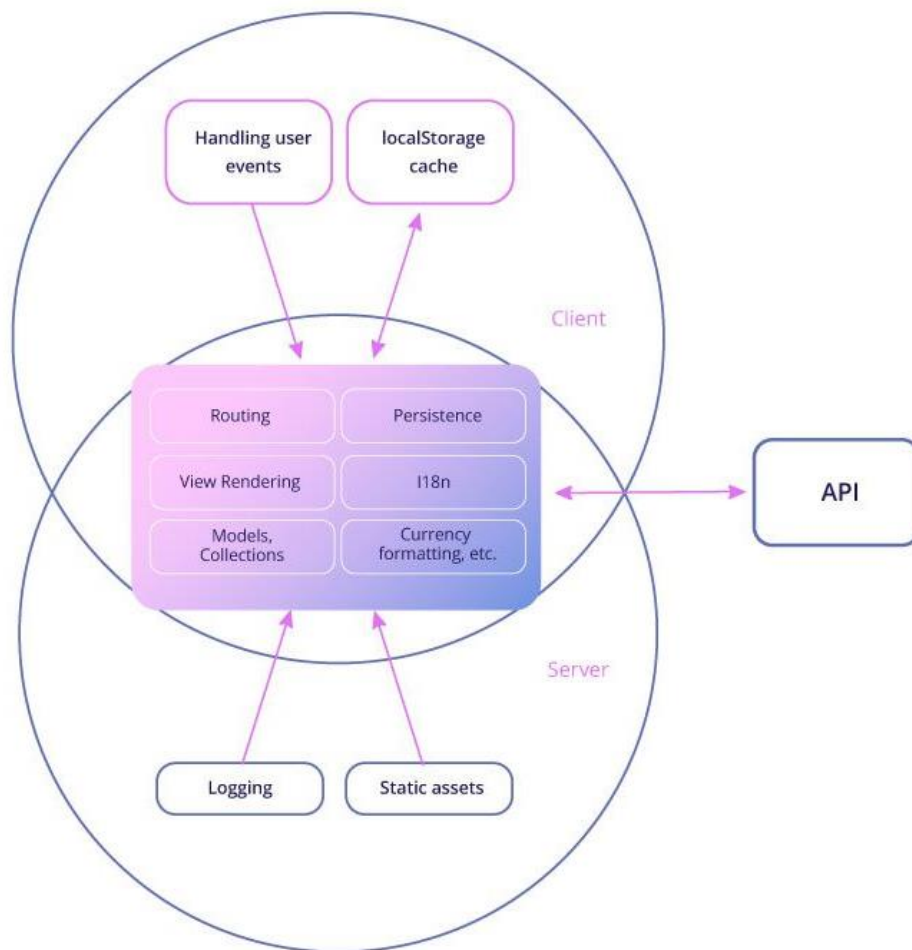 Handling user
events
localStorage
cache
Client
Routing
Persistence
View Rendering
I18n
Models,
Collections
Currency
formatting, etc.
API
Server
Logging
Static assets